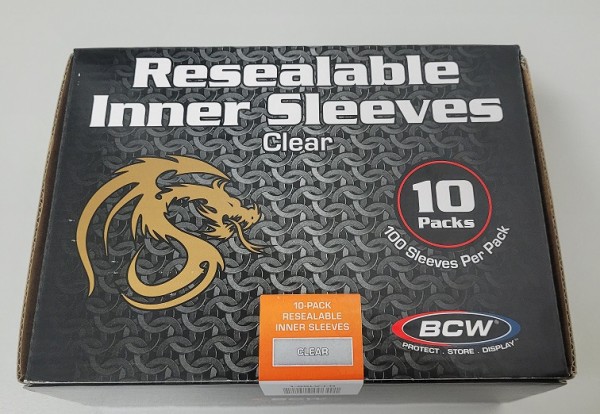 Resealable
Inner Sleeves
Clear
10
Packs
100 Sleeves Per Pack
10-PACK
RESEALABLE
INNER SLEEVES
CLEAR
BCW
PROTECT . STORE . DISPLAY™